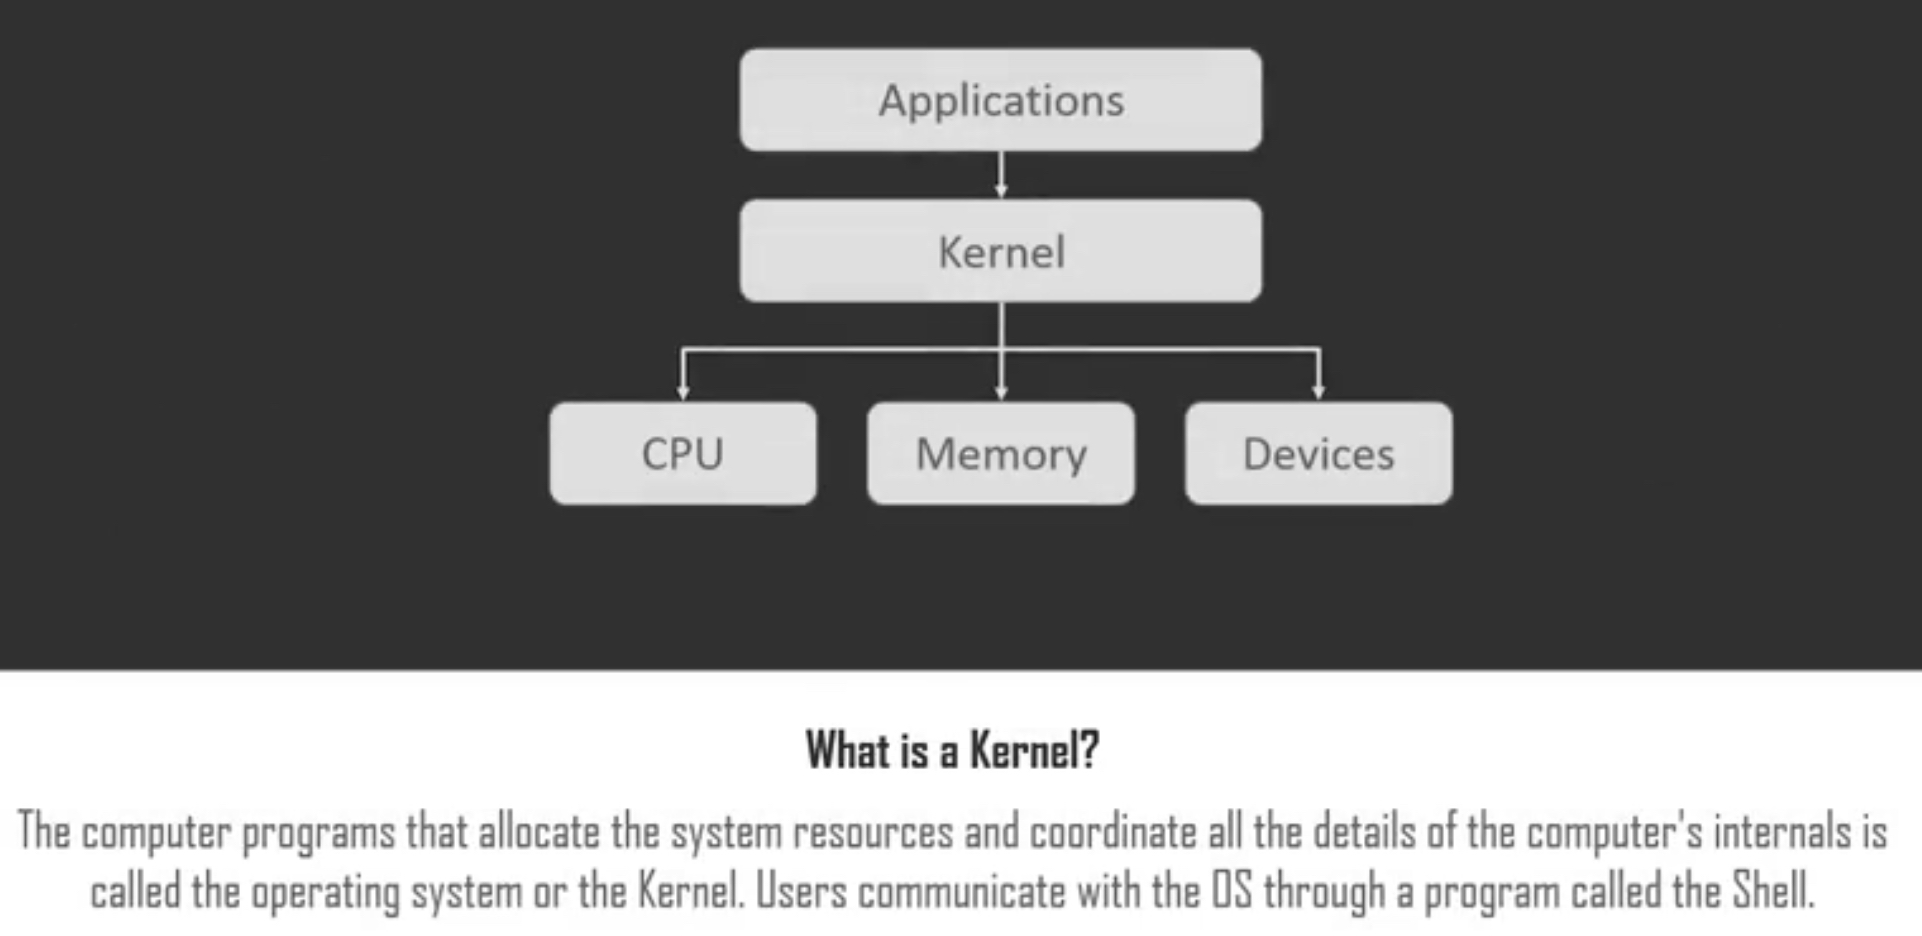 Applications
Kernel
CPU
Memory
Devices
What is a Kernel?
The computer programs that allocate the system resources and coordinate all the details of the computer's internals is
called the operating system or the Kernel. Users communicate with the OS through a program called the Shell.